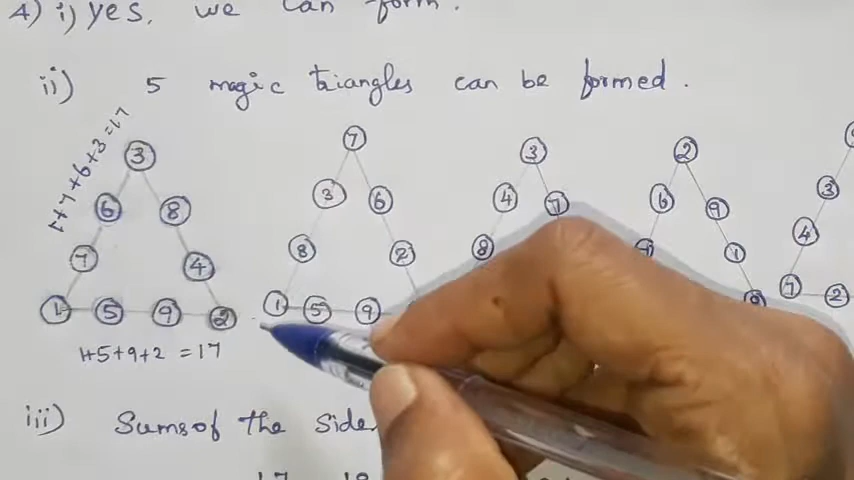 4) i) yes, we can form.
ii) 5 magic triangles can be formed.
1+7+6+3=17
3 7 3 2
6 8 3 6 4 7 6 9 3
7 4 8 2 8 1 4
1 5 9 2 1 5 9 8 7 2
1+5+9+2 = 17
iii) Sums of the side